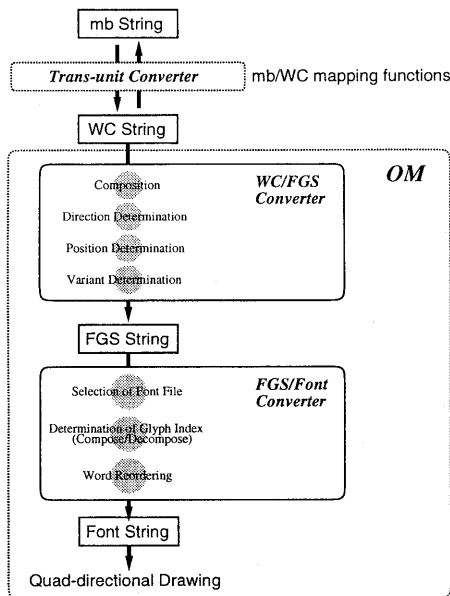 mb String
Trans-unit Converter
mb/WC mapping functions
WC String
OM
WC/FGS
Converter
Composition
Direction Determination
Position Determination
Variant Determination
FGS String
FGS/Font
Converter
Selection of Font File
Determination of Glyph Index
(Compose/Decompose)
Word Reordering
Font String
Quad-directional Drawing